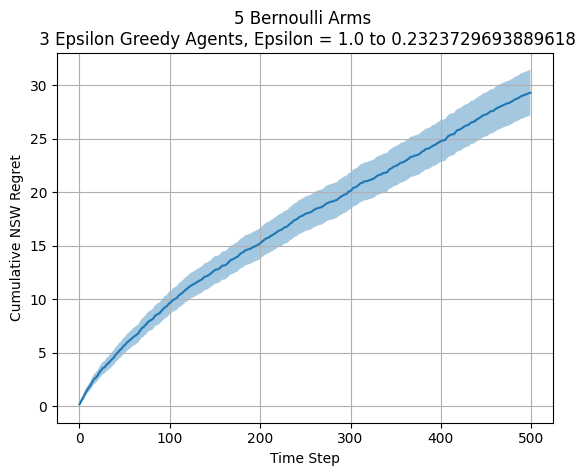 5 Bernoulli Arms
3 Epsilon Greedy Agents, Epsilon = 1.0 to 0.2323729693889618
Cumulative NSW Regret
30
25
20
15
10
5
0
0 100 200 300 400 500
Time Step